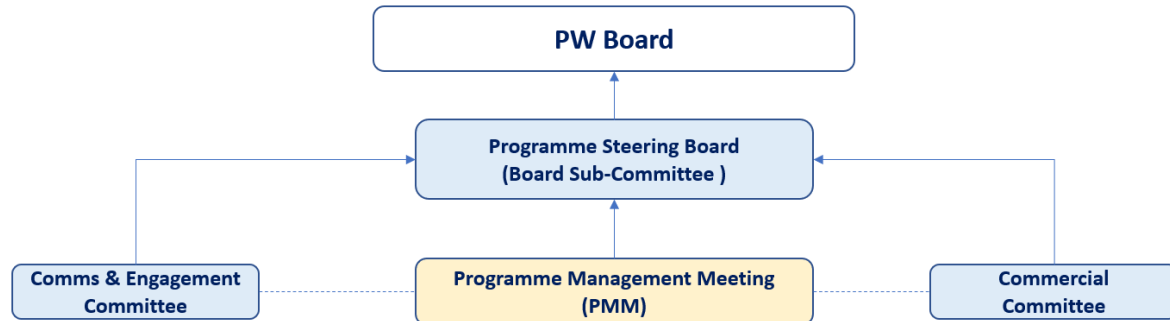 PW Board
Programme Steering Board
(Board Sub-Committee )
Comms & Engagement
Committee
Programme Management Meeting
(PMM)
Commercial
Committee